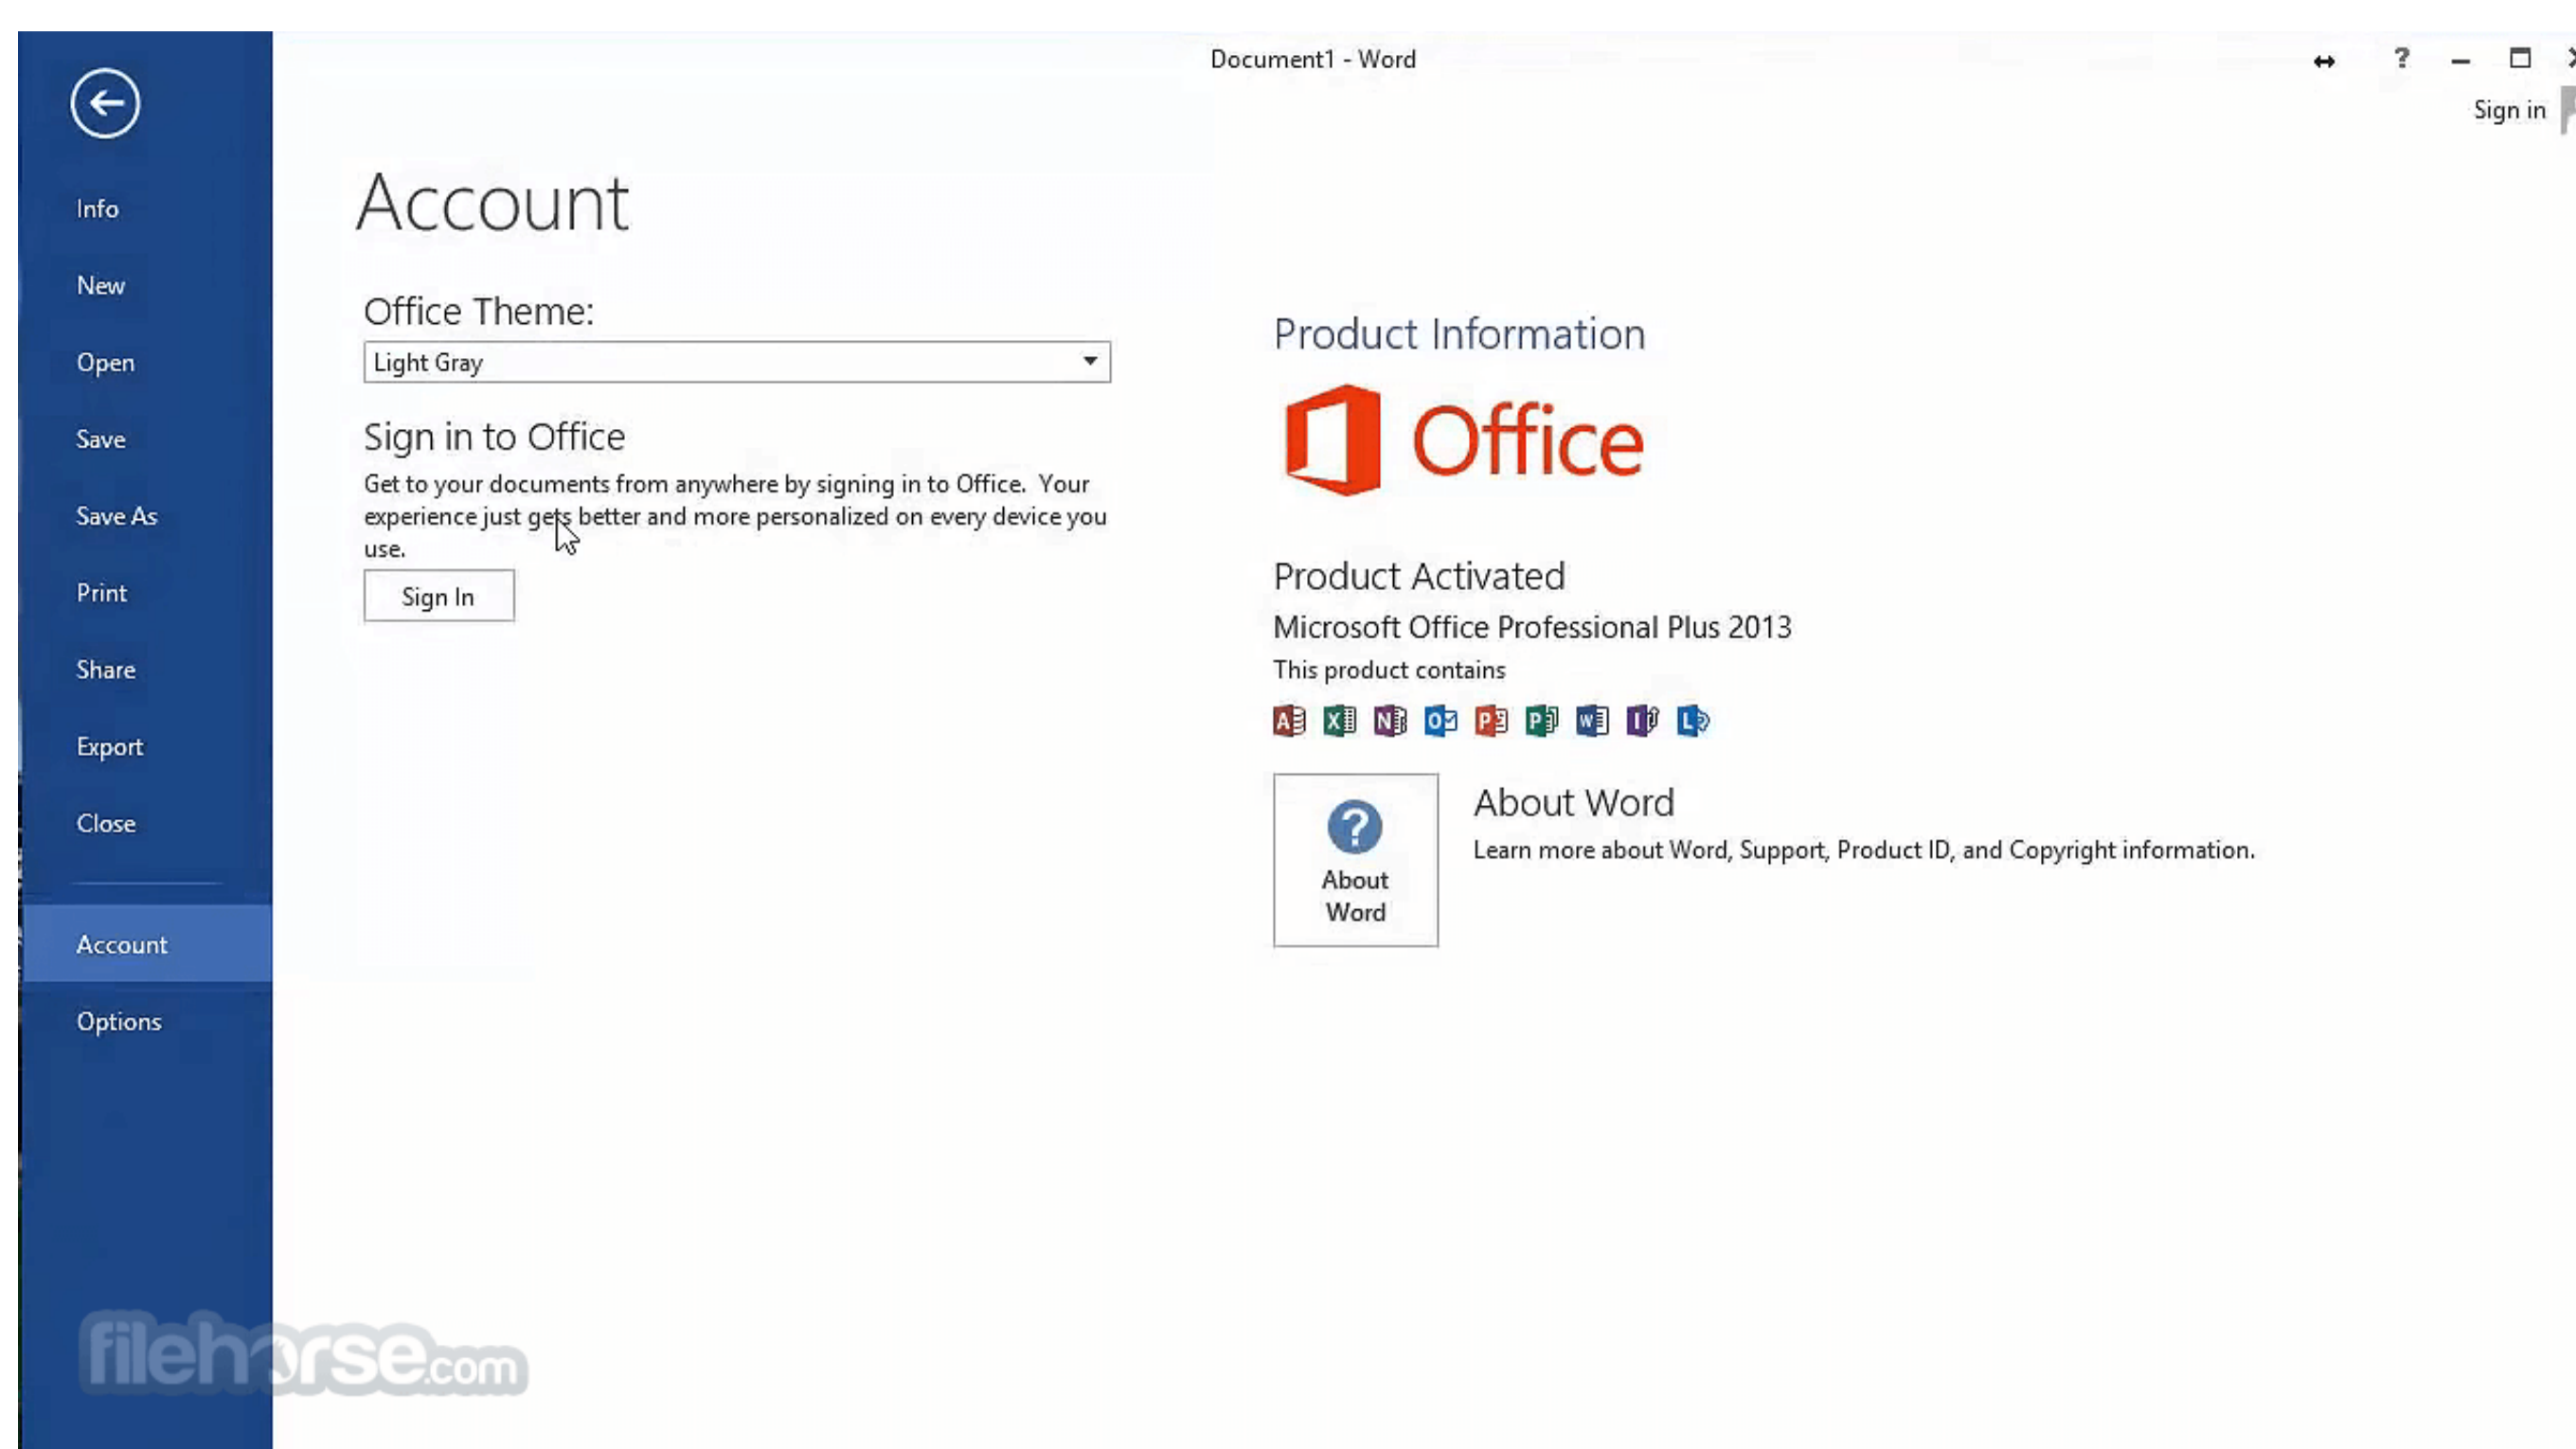 Document1 - Word
?
Sign in
Info
New
Open
Save
Save As
Print
Share
Export
Close
Account
Options
Account
Office Theme:
Light Gray
Sign in to Office
Get to your documents from anywhere by signing in to Office.  Your
experience just gets better and more personalized on every device you
use.
Sign In
Product Information
Office
Product Activated
Microsoft Office Professional Plus 2013
This product contains
A X N O P P W I L
?
About
Word
About Word
Learn more about Word, Support, Product ID, and Copyright information.
filehorse.com